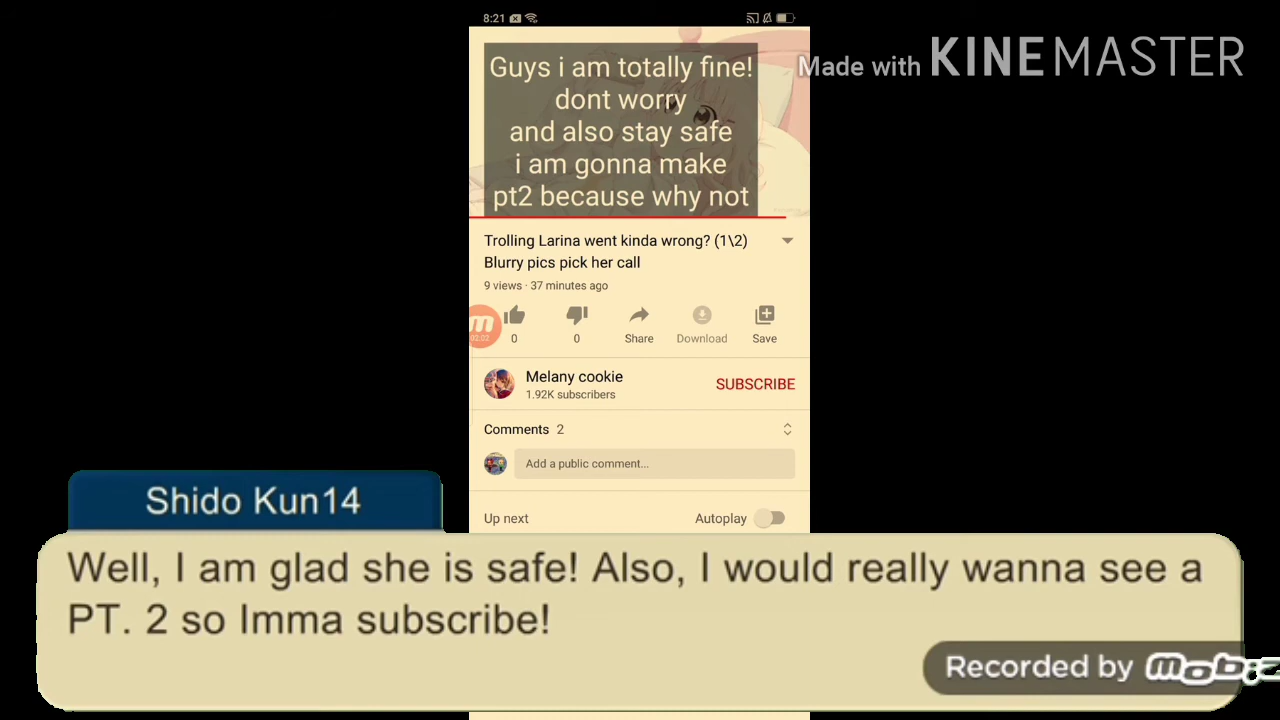 8:21
Made with KINEMASTER
Guys i am totally fine!
dont worry
and also stay safe
i am gonna make
pt2 because why not
Trolling Larina went kinda wrong? (1\2)
Blurry pics pick her call
9 views · 37 minutes ago
02:02
0 0 Share Download Save
Melany cookie
SUBSCRIBE
1.92K subscribers
Comments 2
Add a public comment...
Up next Autoplay
Shido Kun14
Well, I am glad she is safe! Also, I would really wanna see a
PT. 2 so Imma subscribe!
Recorded by